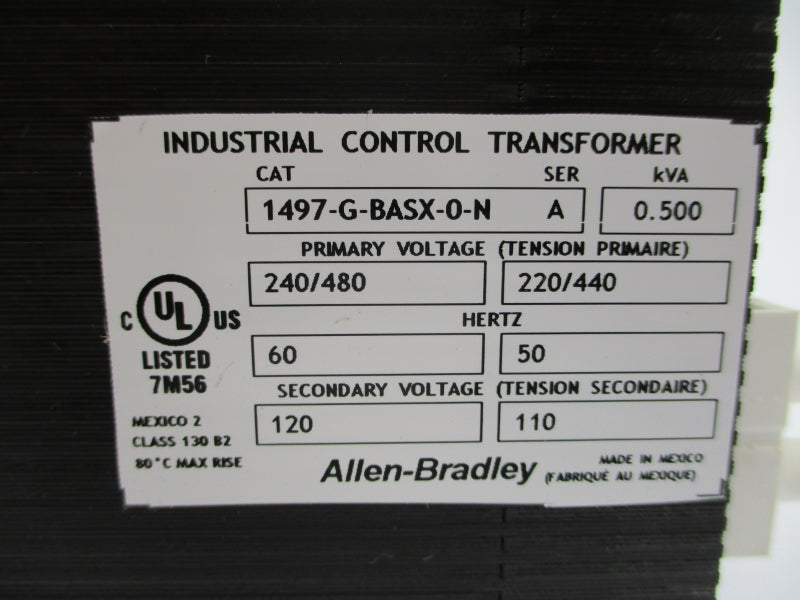 INDUSTRIAL CONTROL TRANSFORMER
CAT SER kVA
1497-G-BASX-0-N A 0.500
PRIMARY VOLTAGE (TENSION PRIMAIRE)
240/480 220/440
HERTZ
60 50
SECONDARY VOLTAGE (TENSION SECONDAIRE)
120 110
C UL US
LISTED
7M56
MEXICO 2
CLASS 130 B2
80°C MAX RISE
Allen-Bradley
MADE IN MEXICO
(FABRIQUÉ AU MEXIQUE)